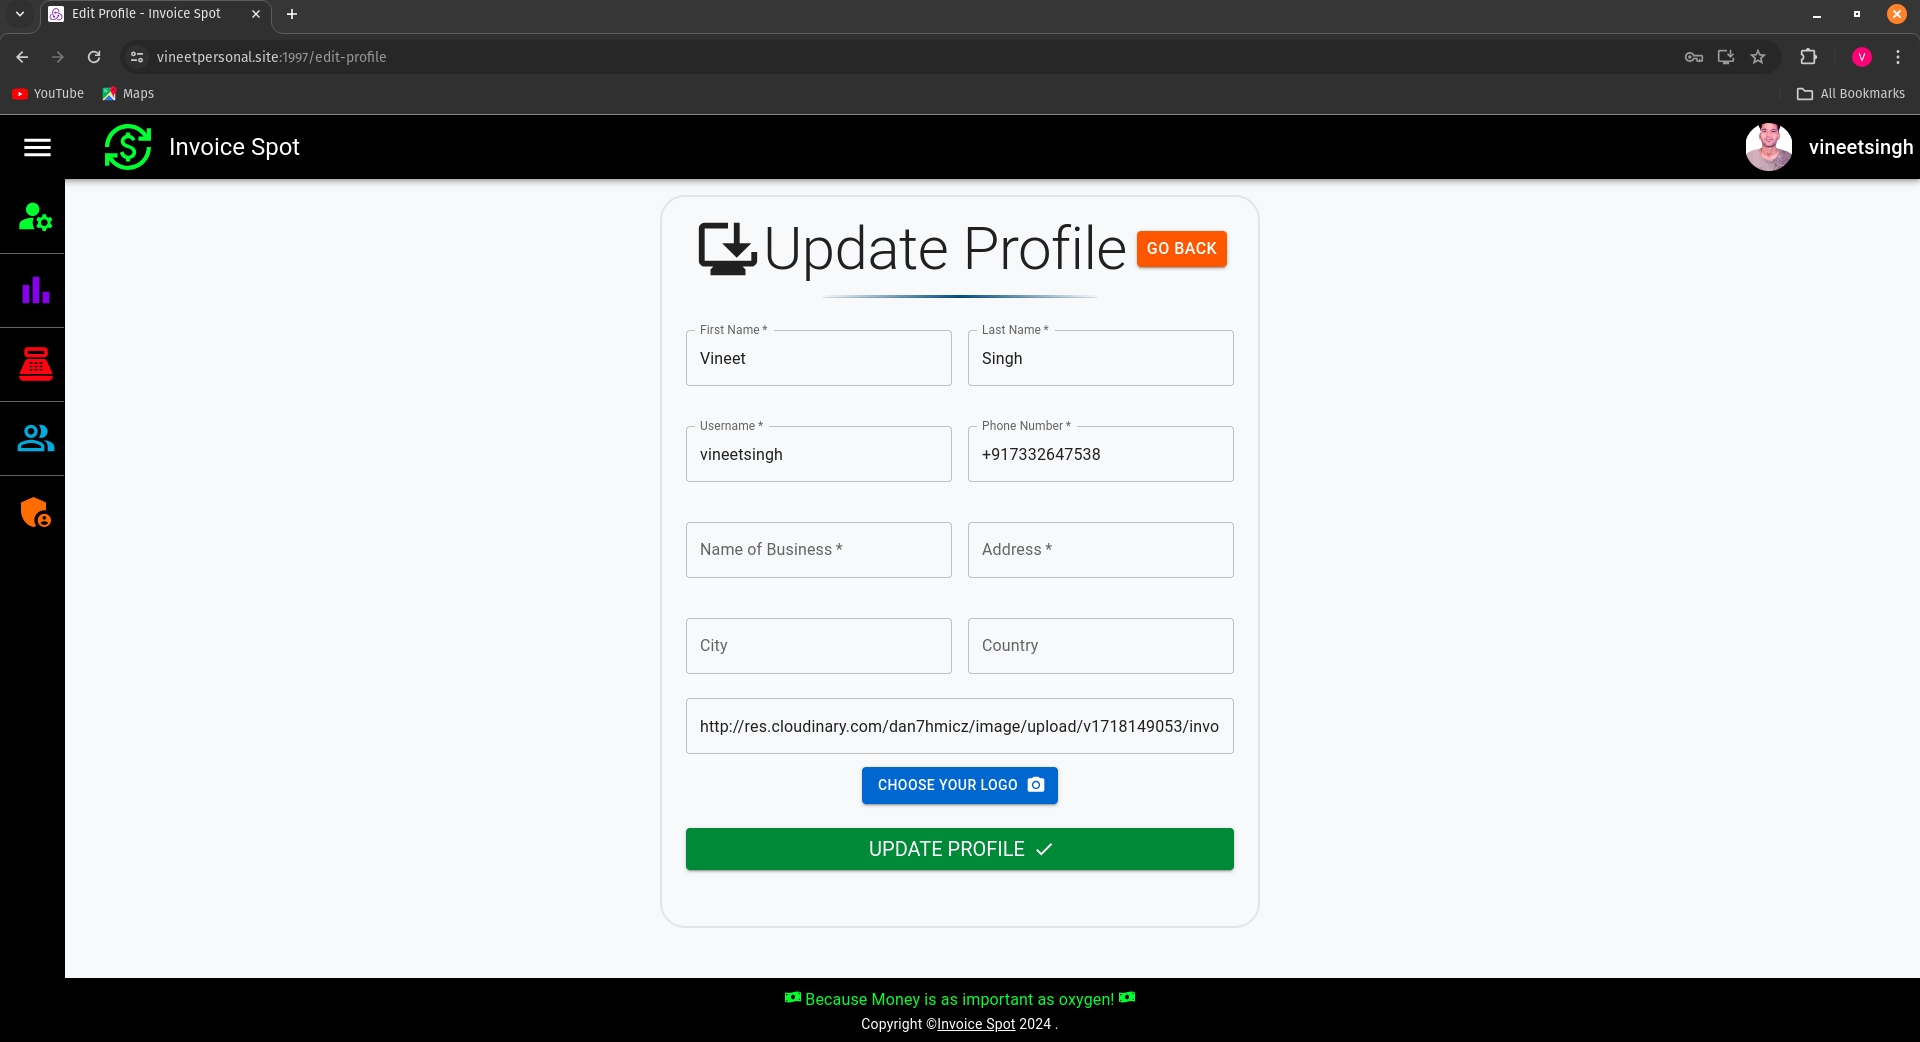 Edit Profile - Invoice Spot
vineetpersonal.site:1997/edit-profile
V
YouTube
Maps
All Bookmarks
Invoice Spot
vineetsingh
Update Profile
GO BACK
First Name *
Last Name *
Vineet
Singh
Username *
Phone Number *
vineetsingh
+917332647538
Name of Business *
Address *
City
Country
http://res.cloudinary.com/dan7hmicz/image/upload/v1718149053/invo
CHOOSE YOUR LOGO
UPDATE PROFILE
Because Money is as important as oxygen!
Copyright ©Invoice Spot 2024 .